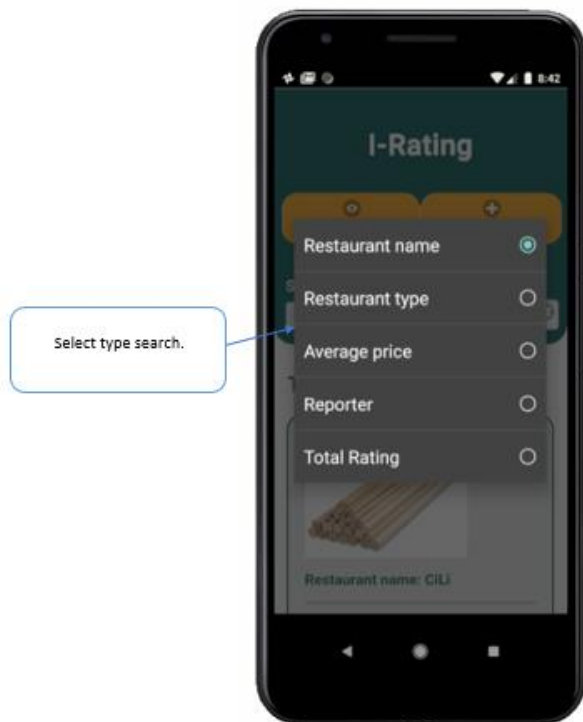 8:42
I-Rating
Restaurant name
Restaurant type
Select type search.
Average price
Reporter
Total Rating
Restaurant name: CiLi